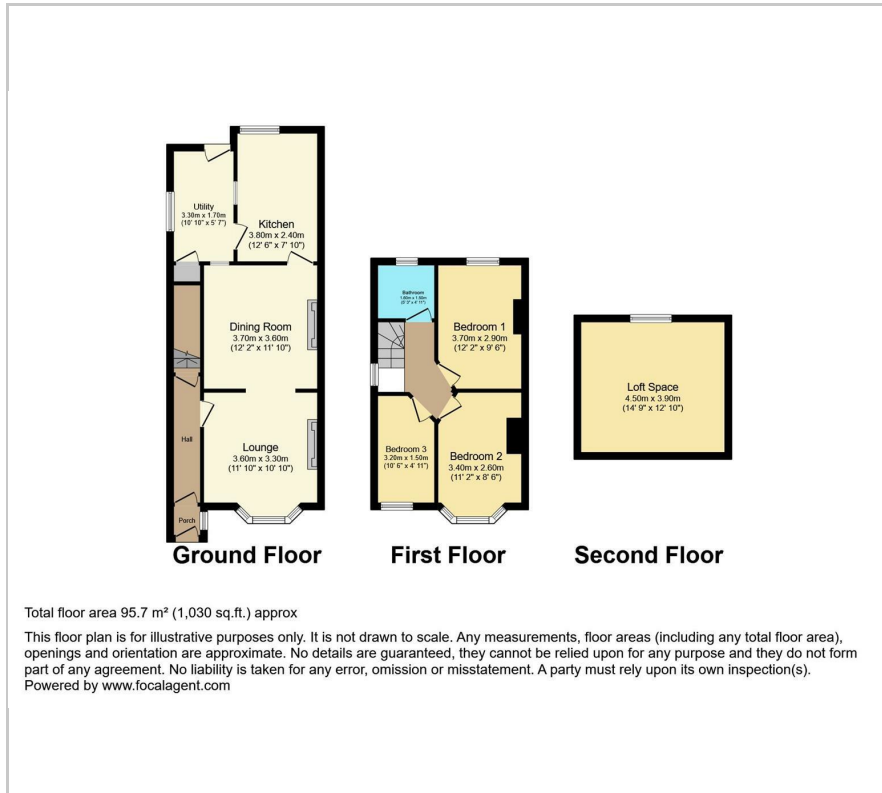 Utility
3.30m x 1.70m
(10' 10" x 5' 7")
Kitchen
3.80m x 2.40m
(12' 6" x 7' 10")
Dining Room
3.70m x 3.60m
(12' 2" x 11' 10")
Hall
Lounge
3.60m x 3.30m
(11' 10" x 10' 10")
Porch
Ground Floor
Bathroom
Bedroom 1
3.70m x 2.90m
(12' 2" x 9' 6")
Bedroom 3
3.20m x 1.50m
(10' 6" x 4' 11")
Bedroom 2
3.40m x 2.60m
(11' 2" x 8' 6")
First Floor
Loft Space
4.50m x 3.90m
(14' 9" x 12' 10")
Second Floor
Total floor area 95.7 m² (1,030 sq.ft.) approx
This floor plan is for illustrative purposes only. It is not drawn to scale. Any measurements, floor areas (including any total floor area),
openings and orientation are approximate. No details are guaranteed, they cannot be relied upon for any purpose and they do not form
part of any agreement. No liability is taken for any error, omission or misstatement. A party must rely upon its own inspection(s).
Powered by www.focalagent.com